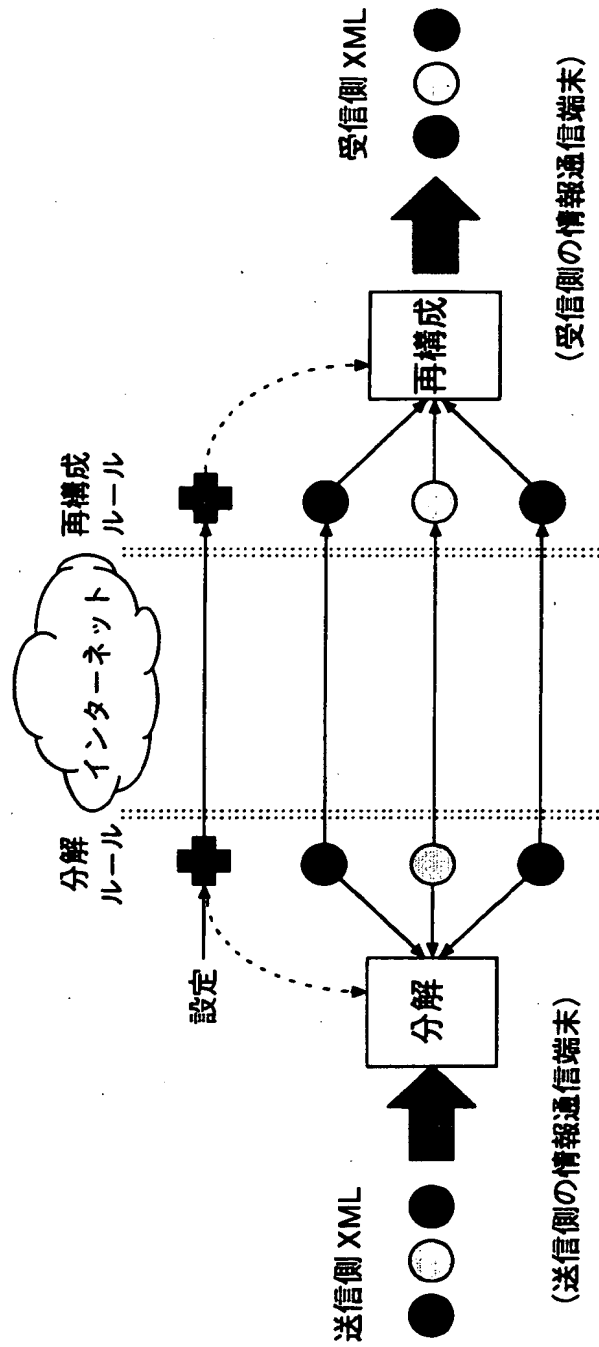 送信側 XML
(送信側の情報通信端末)
分解
設定
分解
ルール
インターネット
再構成
ルール
再構成
受信側 XML
(受信側の情報通信端末)